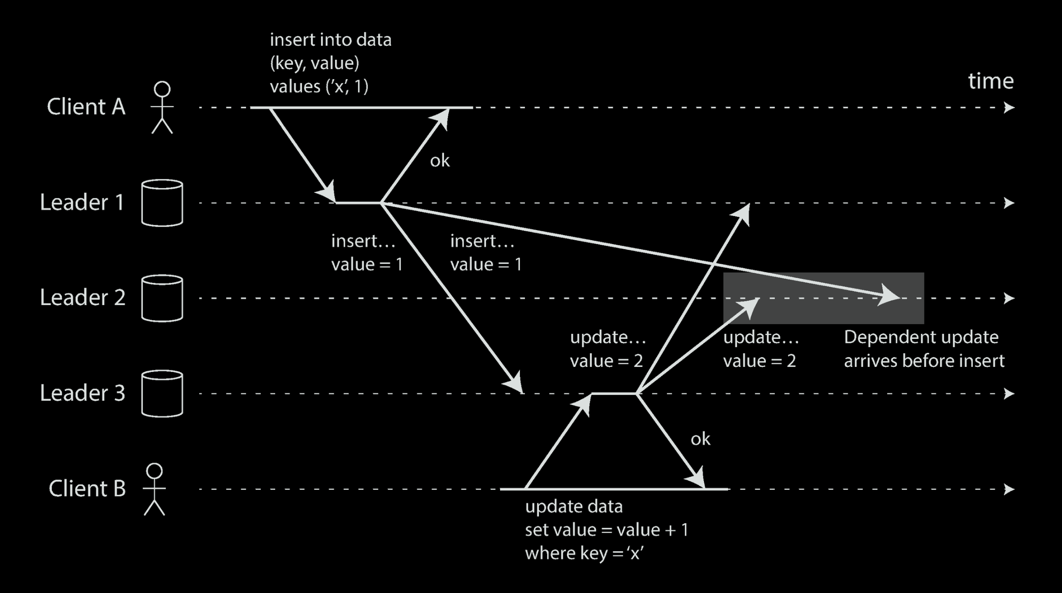 insert into data
(key, value)
values ('x', 1)
time
Client A
ok
Leader 1
insert…
value = 1
insert…
value = 1
Leader 2
update…
value = 2
update…
value = 2
Dependent update
arrives before insert
Leader 3
ok
Client B
update data
set value = value + 1
where key = 'x'